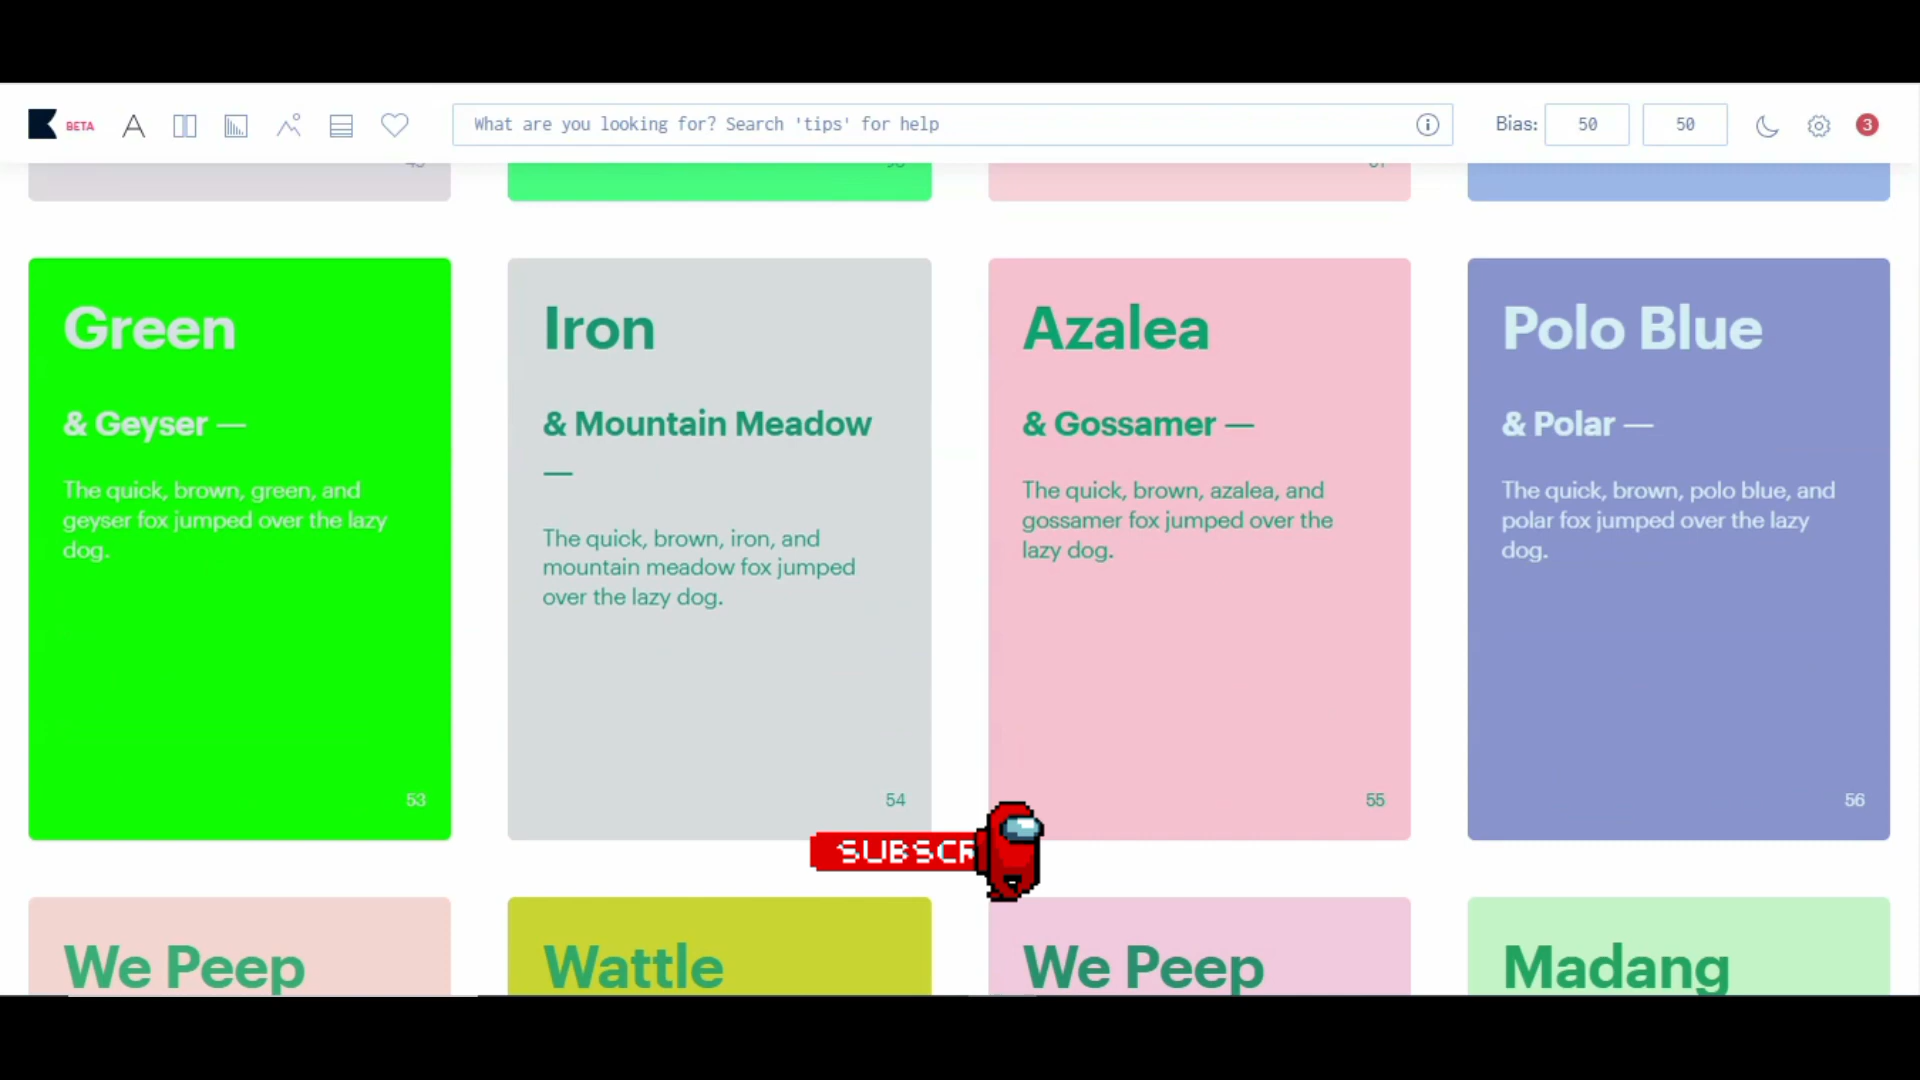 BETA
What are you looking for? Search 'tips' for help
Bias: 50 50
3
Green
& Geyser —
The quick, brown, green, and
geyser fox jumped over the lazy
dog.
53
Iron
& Mountain Meadow
—
The quick, brown, iron, and
mountain meadow fox jumped
over the lazy dog.
54
Azalea
& Gossamer —
The quick, brown, azalea, and
gossamer fox jumped over the
lazy dog.
55
Polo Blue
& Polar —
The quick, brown, polo blue, and
polar fox jumped over the lazy
dog.
56
SUBSCR
We Peep
Wattle
We Peep
Madang